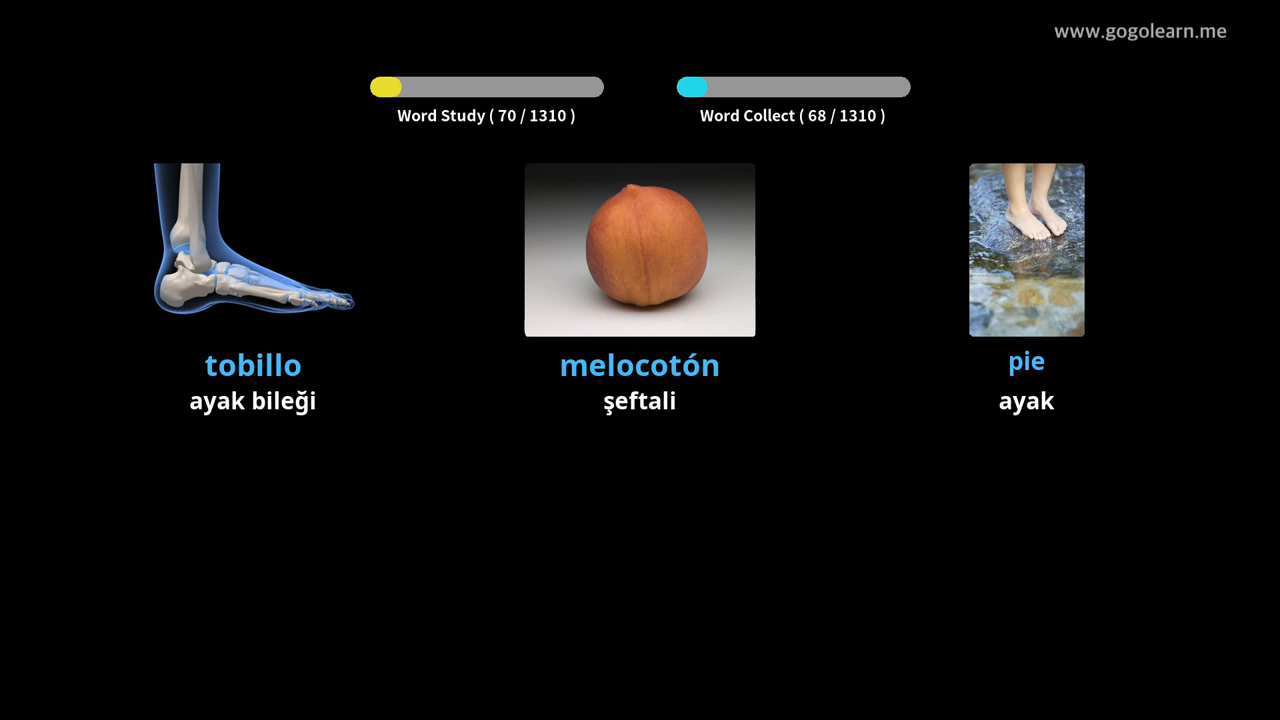 www.gogolearn.me
Word Study ( 70 / 1310 )
Word Collect ( 68 / 1310 )
tobillo
ayak bileği
melocotón
şeftali
pie
ayak